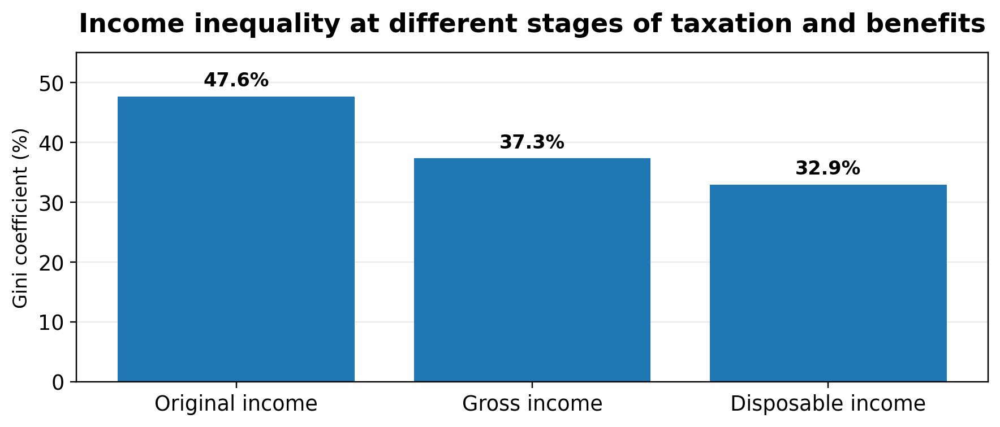 Income inequality at different stages of taxation and benefits
Gini coefficient (%)
50
40
30
20
10
0
47.6%
37.3%
32.9%
Original income
Gross income
Disposable income